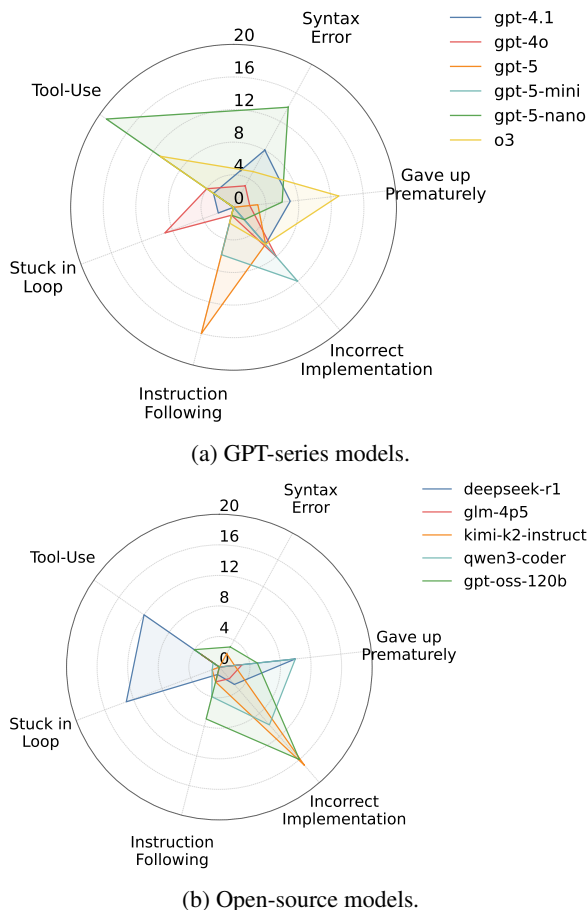 20
16
12
8
4
0
Syntax
Error
Tool-Use
Gave up
Prematurely
Stuck in
Loop
Incorrect
Implementation
Instruction
Following
gpt-4.1
gpt-4o
gpt-5
gpt-5-mini
gpt-5-nano
o3
(a) GPT-series models.
20
16
12
8
4
0
Syntax
Error
Tool-Use
Gave up
Prematurely
Stuck in
Loop
Incorrect
Implementation
Instruction
Following
deepseek-r1
glm-4p5
kimi-k2-instruct
qwen3-coder
gpt-oss-120b
(b) Open-source models.